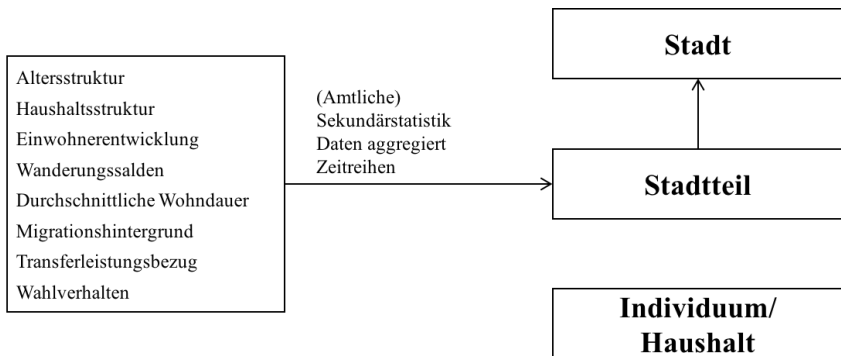 Altersstruktur
Haushaltsstruktur
Einwohnerentwicklung
Wanderungssalden
Durchschnittliche Wohndauer
Migrationshintergrund
Transferleistungsbezug
Wahlverhalten
(Amtliche)
Sekundärstatistik
Daten aggregiert
Zeitreihen
Stadt
Stadtteil
Individuum/
Haushalt